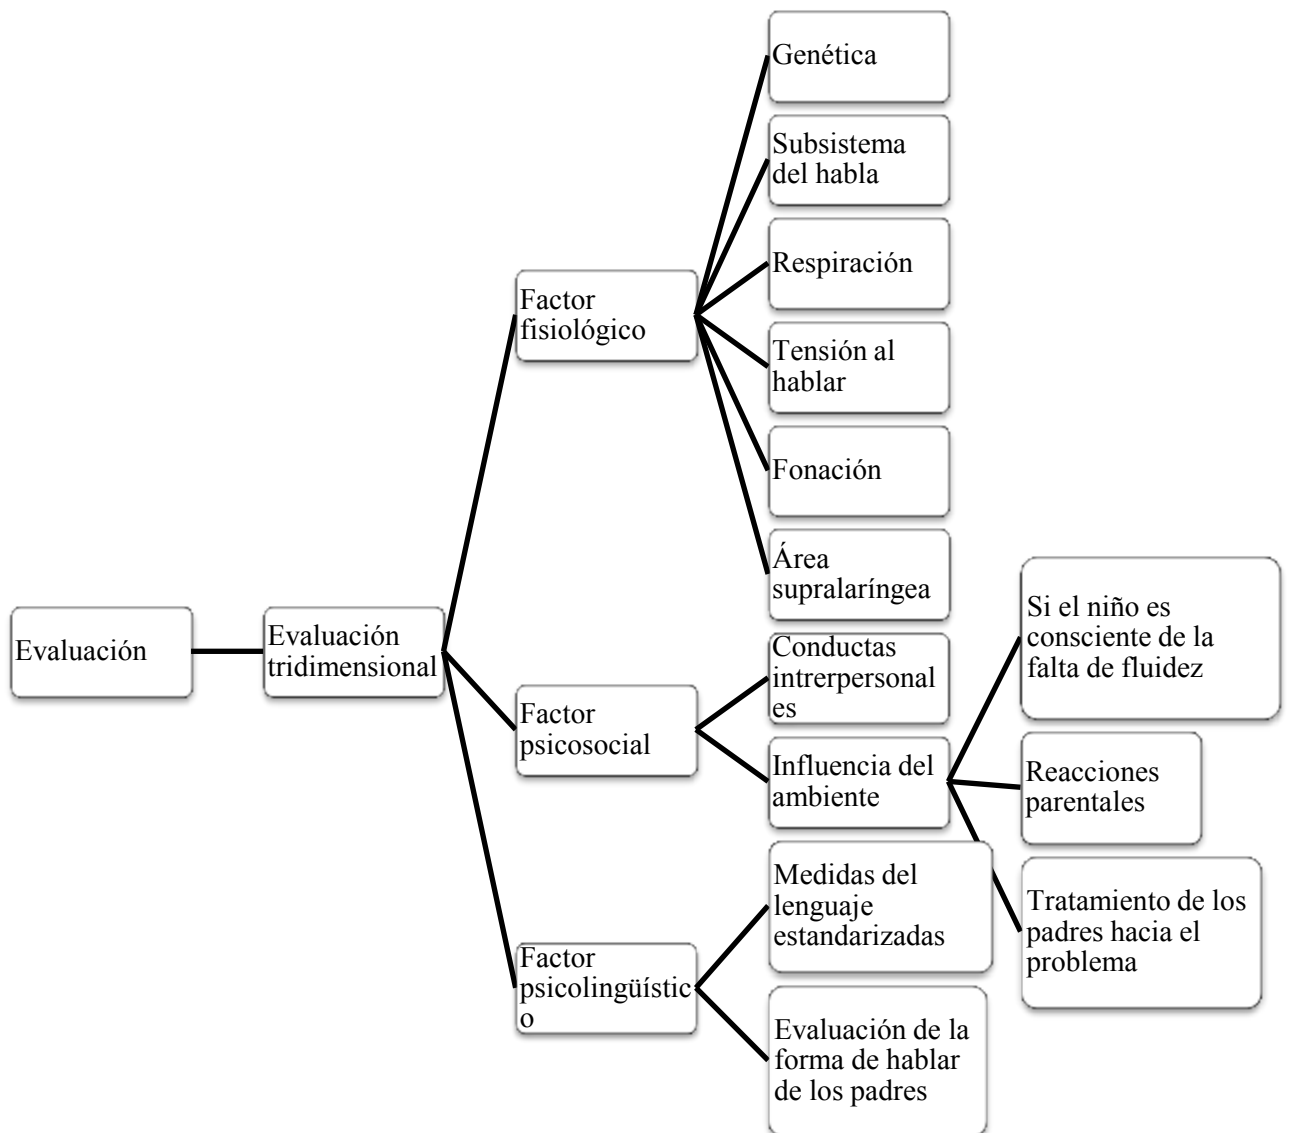 Evaluación
Evaluación
tridimensional
Factor
fisiológico
Genética
Subsistema
del habla
Respiración
Tensión al
hablar
Fonación
Área
supralaríngea
Factor
psicosocial
Conductas
intrerpersonal
es
Influencia del
ambiente
Si el niño es
consciente de la
falta de fluidez
Reacciones
parentales
Tratamiento de los
padres hacia el
problema
Factor
psicolingüístic
o
Medidas del
lenguaje
estandarizadas
Evaluación de la
forma de hablar
de los padres